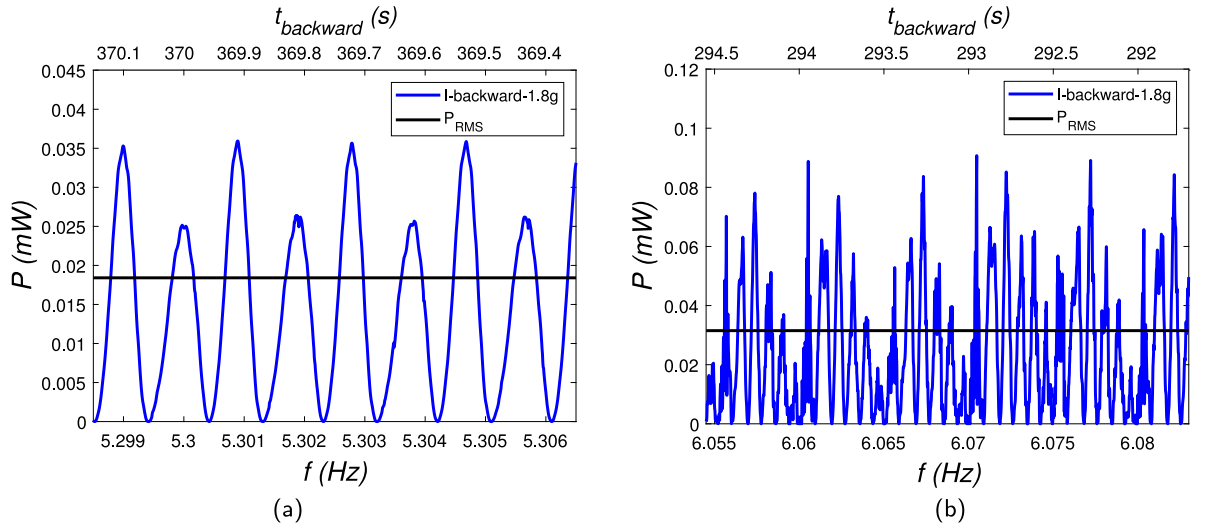 t_backward (s)
370.1 370 369.9 369.8 369.7 369.6 369.5 369.4
0.045
0.04
0.035
0.03
0.025
0.02
0.015
0.01
0.005
0
P (mW)
I-backward-1.8g
P_RMS
5.299 5.3 5.301 5.302 5.303 5.304 5.305 5.306
f (Hz)
(a)
t_backward (s)
294.5 294 293.5 293 292.5 292
0.12
0.1
0.08
0.06
0.04
0.02
0
P (mW)
I-backward-1.8g
P_RMS
6.055 6.06 6.065 6.07 6.075 6.08
f (Hz)
(b)